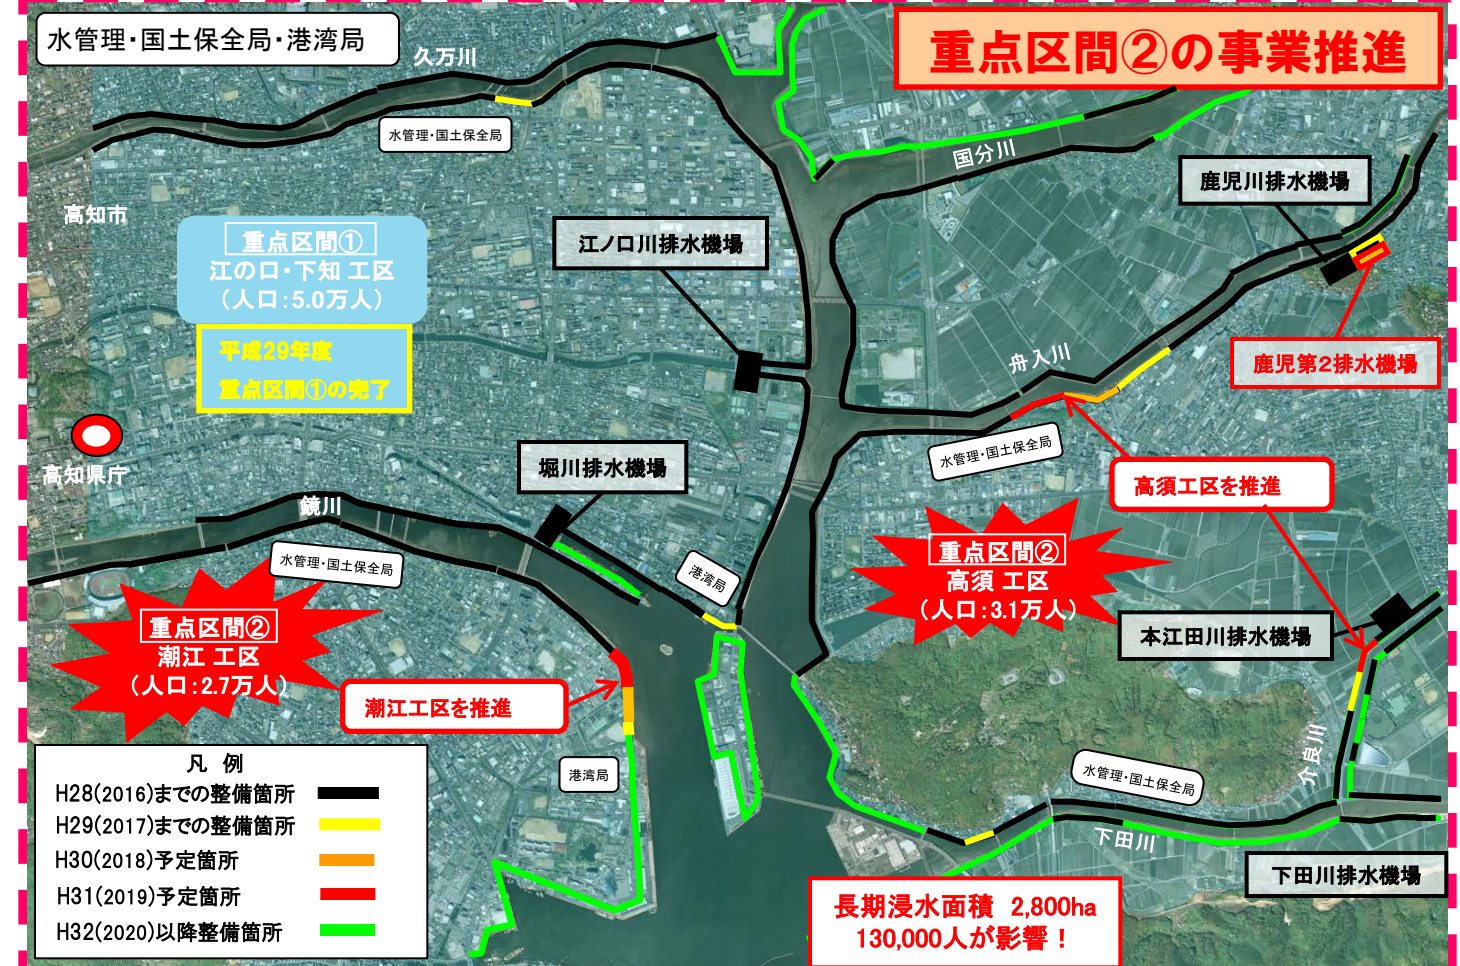 水管理・国土保全局・港湾局
重点区間②の事業推進
久万川
水管理・国土保全局
国分川
鹿児川排水機場
高知市
重点区間①
江の口・下知 工区
（人口：5.0万人）
江ノ口川排水機場
平成29年度
重点区間①の完了
舟入川
鹿児第2排水機場
高知県庁
堀川排水機場
水管理・国土保全局
高須工区を推進
鏡川
水管理・国土保全局
港湾局
重点区間②
高須 工区
（人口：3.1万人）
重点区間②
潮江 工区
（人口：2.7万人）
本江田川排水機場
潮江工区を推進
介良川
港湾局
水管理・国土保全局
下田川
下田川排水機場
凡 例
H28(2016)までの整備箇所
H29(2017)までの整備箇所
H30(2018)予定箇所
H31(2019)予定箇所
H32(2020)以降整備箇所
長期浸水面積 2,800ha
130,000人が影響！